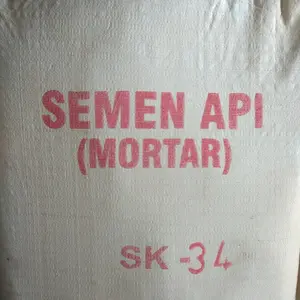 SEMEN API
(MORTAR)
SK-34